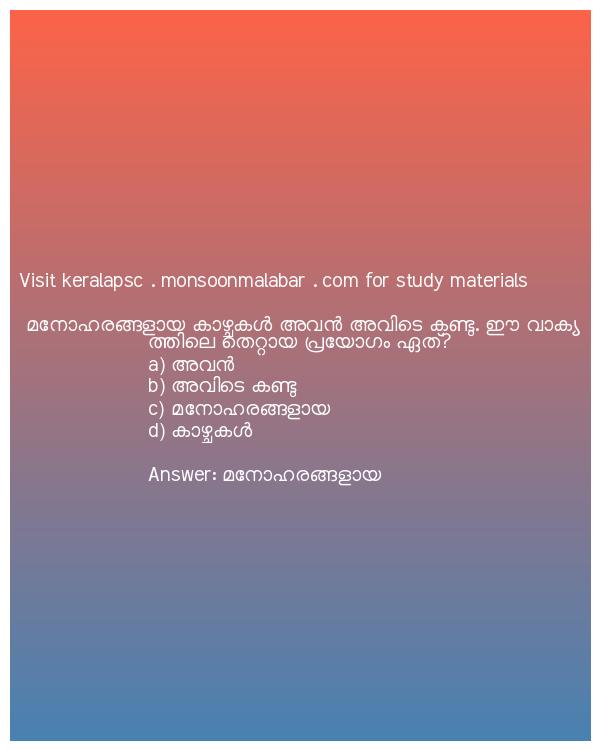 Visit keralapsc . monsoonmalabar . com for study materials
മനോഹരങ്ങളായ കാഴ്ചകൾ അവൻ അവിടെ കണ്ടു. ഈ വാക്യ
ത്തിലെ തെറ്റായ പ്രയോഗം ഏത്?
a) അവൻ
b) അവിടെ കണ്ടു
c) മനോഹരങ്ങളായ
d) കാഴ്ചകൾ
Answer: മനോഹരങ്ങളായ